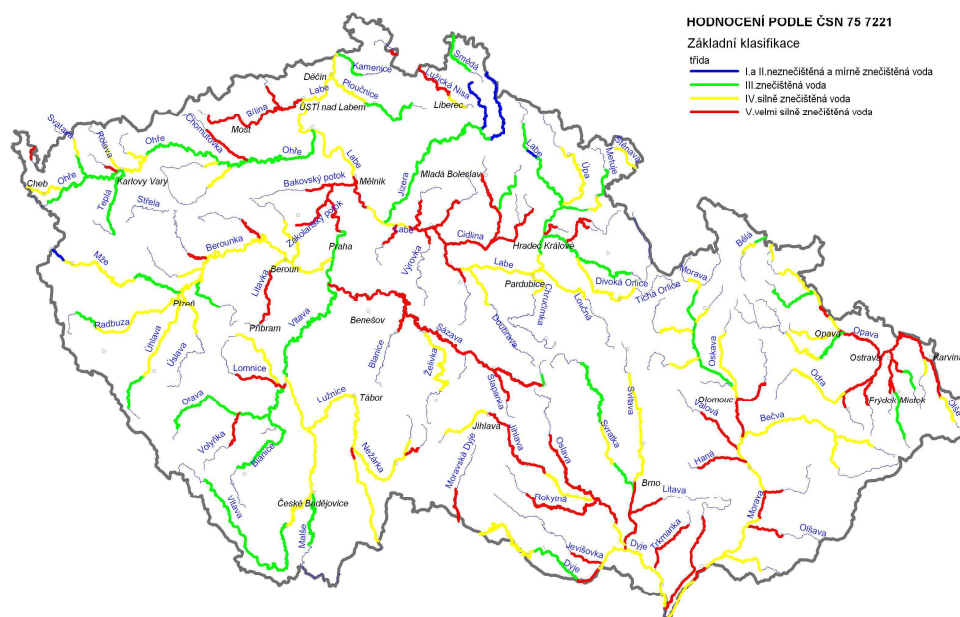 HODNOCENÍ PODLE ČSN 75 7221
Základní klasifikace
třída
I.a II.neznečištěná a mírně znečištěná voda
III.znečištěná voda
IV.silně znečištěná voda
V.velmi silně znečištěná voda
Smědá
Kamenice
Lužická Nisa
Děčín
Ploučnice
Labe
Liberec
ÚSTÍ nad Labem
Bílina
Most
Chomutovka
Svatava
Rolava
Ohře
Ohře
Cheb
Ohře
Karlovy Vary
Teplá
Střela
Labe
Bakovský potok
Mělník
Jizera
Mladá Boleslav
Labe
Úpa
Metuje
Stěnava
Zákolanský potok
Praha
Labe
Cidlina
Hradec Králové
Výrovka
Labe
Pardubice
Divoká Orlice
Tichá Orlice
Morava
Bělá
Mže
Berounka
Beroun
Litavka
Plzeň
Radbuza
Příbram
Vltava
Benešov
Sázava
Doubrava
Chrudimka
Loučná
Úhlava
Úslava
Lomnice
Blanice
Želivka
Opava
Opava
Ostrava
Karviná
Oskava
Odra
Frýdek Místek
Olše
Otava
Volyňka
Blanice
Lužnice
Tábor
Nežárka
Šlapanka
Jihlava
Jihlava
Moravská Dyje
Oslava
Svratka
Svitava
Olomouc
Valová
Bečva
Haná
Vltava
České Budějovice
Malše
Rokytná
Brno
Litava
Morava
Olšava
Jevišovka
Dyje
Dyje
Trkmanka